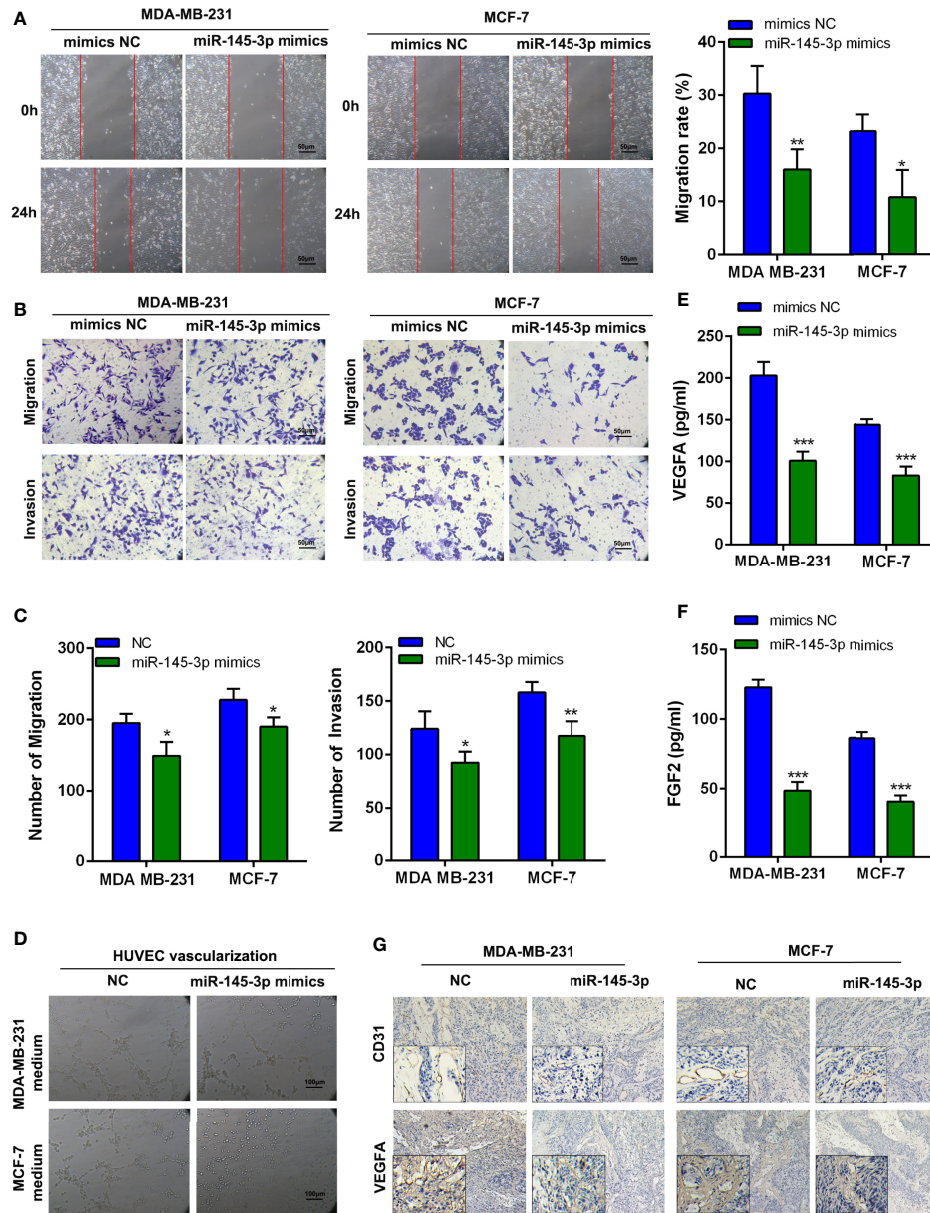 A
MDA-MB-231
mimics NC
miR-145-3p mimics
0h
50μm
24h
50μm
MCF-7
mimics NC
miR-145-3p mimics
0h
50μm
24h
50μm
mimics NC
miR-145-3p mimics
Migration rate (%)
40
30
20
10
0
MDA MB-231
MCF-7
**
*
B
MDA-MB-231
mimics NC
miR-145-3p mimics
Migration
50μm
Invasion
50μm
MCF-7
mimics NC
miR-145-3p mimics
Migration
50μm
Invasion
50μm
E
mimics NC
miR-145-3p mimics
VEGFA (pg/ml)
250
200
150
100
50
0
MDA-MB-231
MCF-7
***
***
C
NC
miR-145-3p mimics
Number of Migration
300
200
100
0
MDA MB-231
MCF-7
*
*
NC
miR-145-3p mimics
Number of Invasion
200
150
100
50
0
MDA MB-231
MCF-7
*
**
F
mimics NC
miR-145-3p mimics
FGF2 (pg/ml)
150
100
50
0
MDA-MB-231
MCF-7
***
***
D
HUVEC vascularization
NC
miR-145-3p mimics
MDA-MB-231
medium
100μm
MCF-7
medium
100μm
G
MDA-MB-231
MCF-7
NC
miR-145-3p
NC
miR-145-3p
CD31
VEGFA